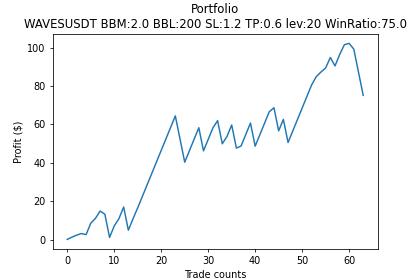 Portfolio
WAVESUSDT BBM:2.0 BBL:200 SL:1.2 TP:0.6 lev:20 WinRatio:75.0
100
80
60
40
20
0
Profit ($)
0 10 20 30 40 50 60
Trade counts